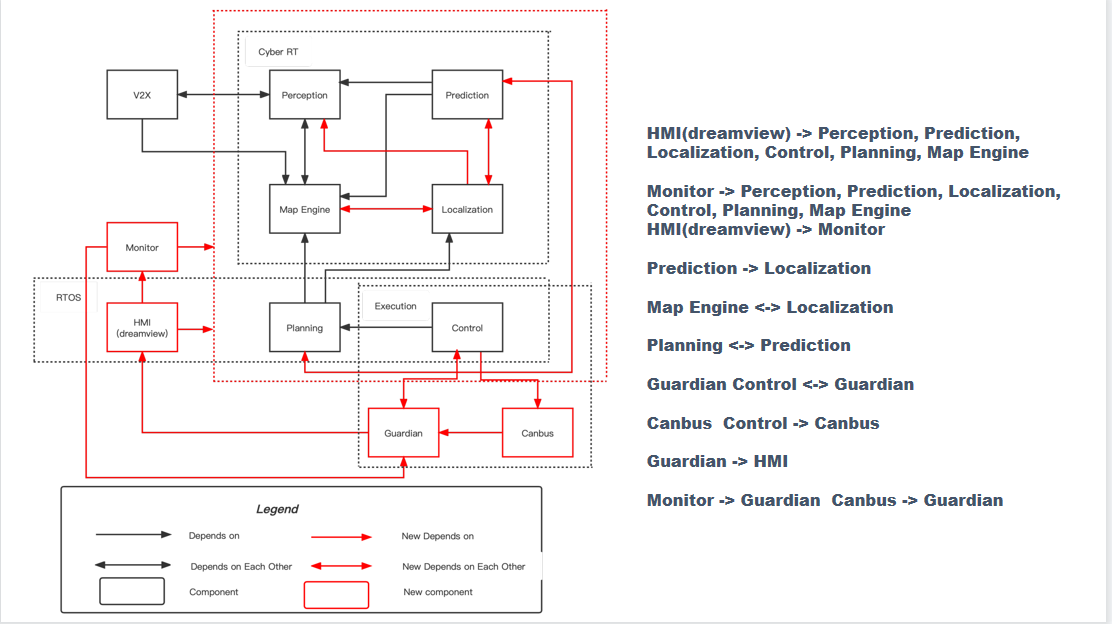 Cyber RT
V2X
Perception
Prediction
Map Engine
Localization
Monitor
RTOS
HMI
(dreamview)
Planning
Execution
Control
Guardian
Canbus
Legend
Depends on
New Depends on
Depends on Each Other
New Depends on Each Other
Component
New component
HMI(dreamview) -> Perception, Prediction,
Localization, Control, Planning, Map Engine
Monitor -> Perception, Prediction, Localization,
Control, Planning, Map Engine
HMI(dreamview) -> Monitor
Prediction -> Localization
Map Engine <-> Localization
Planning <-> Prediction
Guardian Control <-> Guardian
Canbus  Control -> Canbus
Guardian -> HMI
Monitor -> Guardian  Canbus -> Guardian